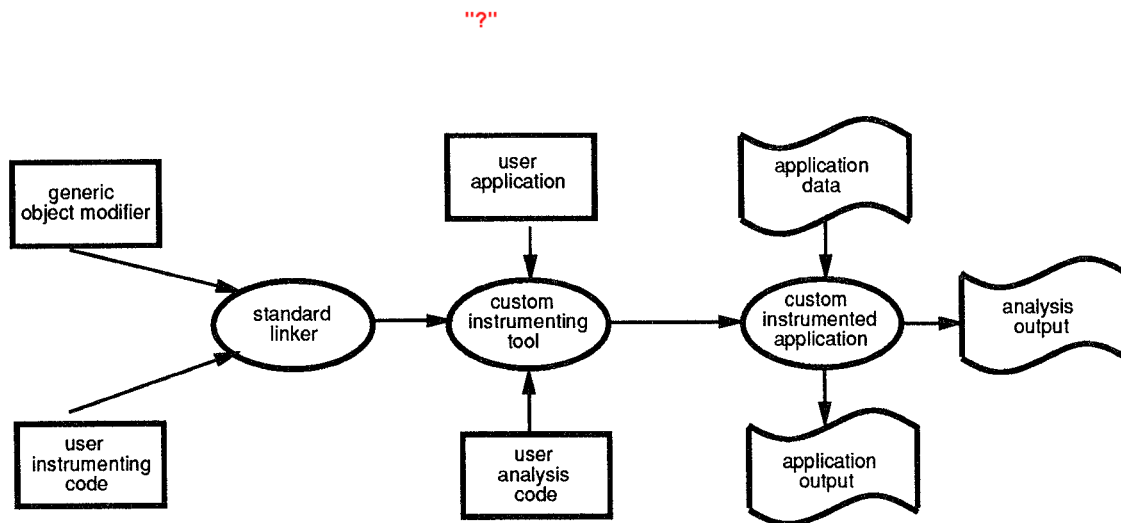 "?"
user
application
application
data
generic
object modifier
standard
linker
custom
instrumenting
tool
custom
instrumented
application
analysis
output
user
instrumenting
code
user
analysis
code
application
output